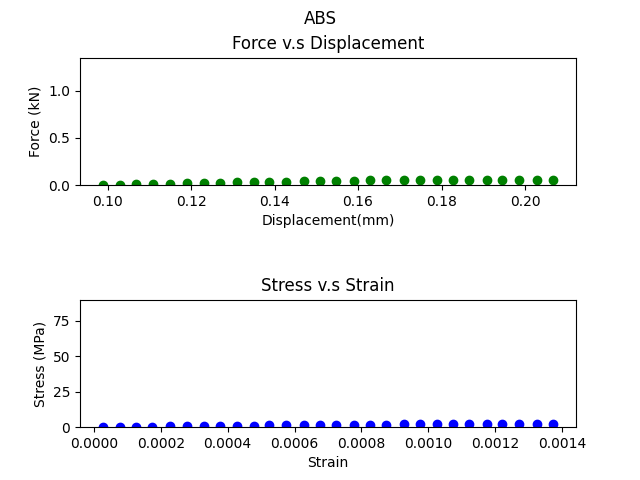 ABS
Force v.s Displacement
1.0
0.5
0.0
Force (kN)
0.10 0.12 0.14 0.16 0.18 0.20
Displacement(mm)
Stress v.s Strain
75
50
25
0
Stress (MPa)
0.0000 0.0002 0.0004 0.0006 0.0008 0.0010 0.0012 0.0014
Strain